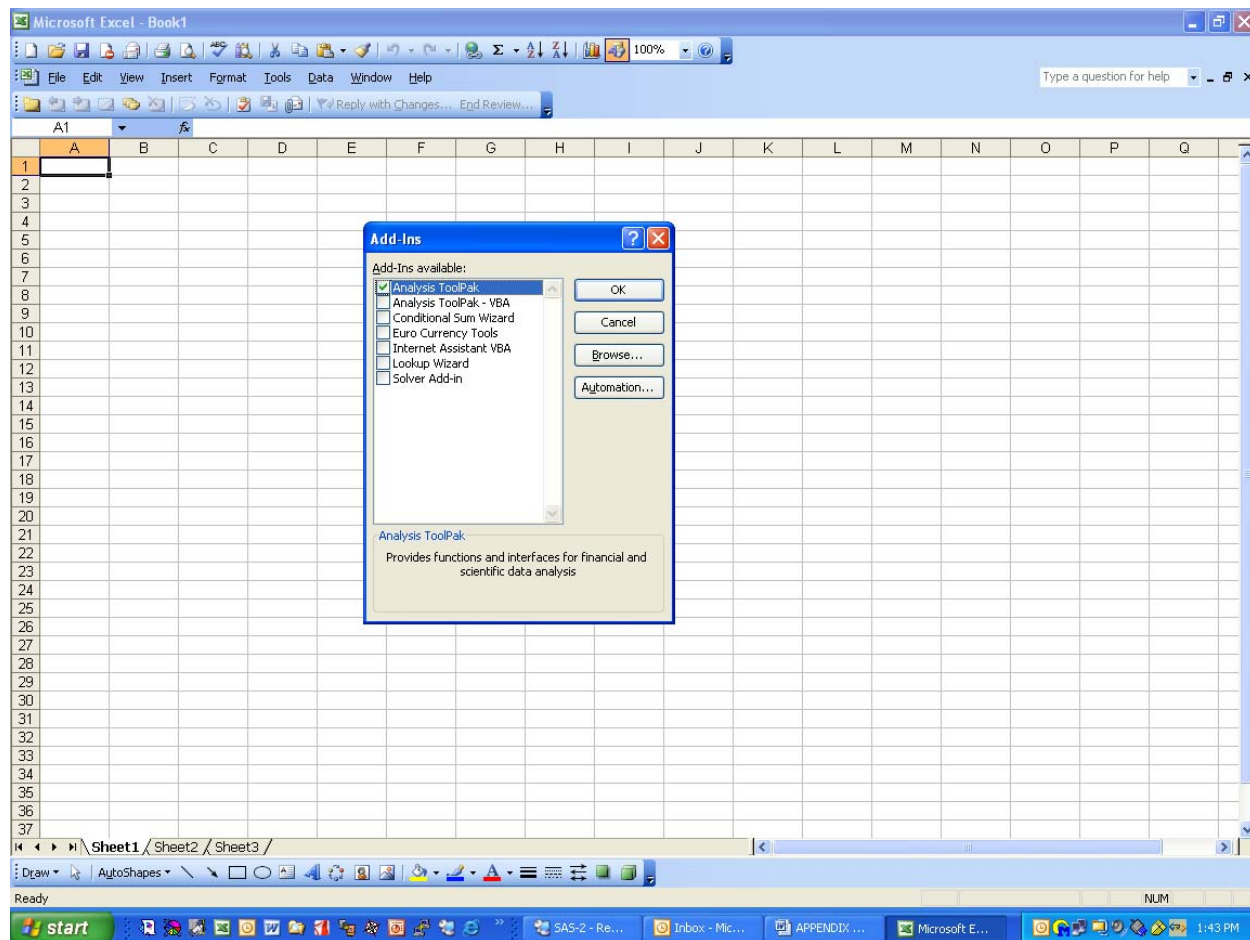 Microsoft Excel - Book1
100%
File Edit View Insert Format Tools Data Window Help
Type a question for help
Reply with Changes... End Review...
A1 fx
A B C D E F G H I J K L M N O P Q
1
2
3
4
5
6
7
8
9
10
11
12
13
14
15
16
17
18
19
20
21
22
23
24
25
26
27
28
29
30
31
32
33
34
35
36
37
Add-Ins
Add-Ins available:
Analysis ToolPak
Analysis ToolPak - VBA
Conditional Sum Wizard
Euro Currency Tools
Internet Assistant VBA
Lookup Wizard
Solver Add-in
OK
Cancel
Browse...
Automation...
Analysis ToolPak
Provides functions and interfaces for financial and
scientific data analysis
Sheet1 Sheet2 Sheet3
Draw AutoShapes
Ready
NUM
start SAS-2 - Re... Inbox - Mic... APPENDIX ... Microsoft E... 1:43 PM